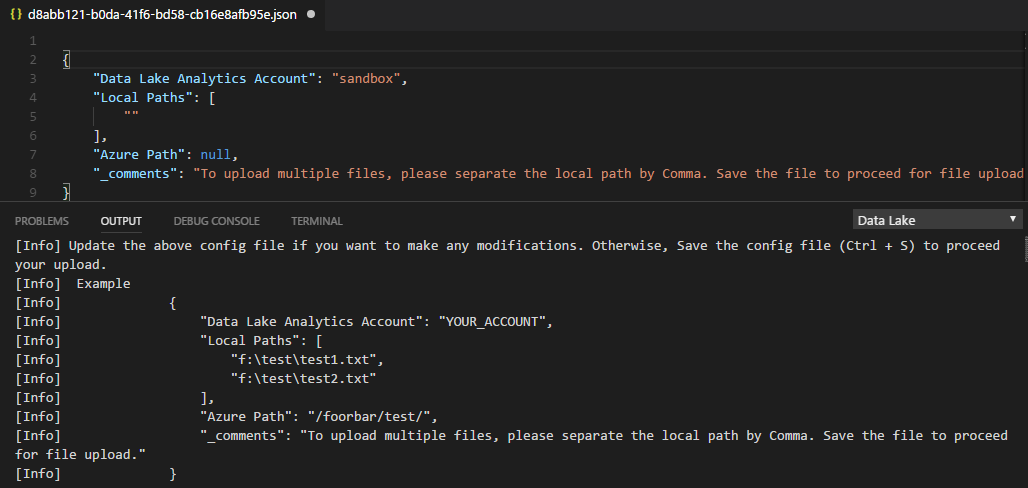 {} d8abb121-b0da-41f6-bd58-cb16e8afb95e.json
1
2 {
3 "Data Lake Analytics Account": "sandbox",
4 "Local Paths": [
5 ""
6 ],
7 "Azure Path": null,
8 "_comments": "To upload multiple files, please separate the local path by Comma. Save the file to proceed for file upload
9 }
PROBLEMS OUTPUT DEBUG CONSOLE TERMINAL Data Lake
[Info] Update the above config file if you want to make any modifications. Otherwise, Save the config file (Ctrl + S) to proceed
your upload.
[Info] Example
[Info] {
[Info] "Data Lake Analytics Account": "YOUR_ACCOUNT",
[Info] "Local Paths": [
[Info] "f:\test\test1.txt",
[Info] "f:\test\test2.txt"
[Info] ],
[Info] "Azure Path": "/foorbar/test/",
[Info] "_comments": "To upload multiple files, please separate the local path by Comma. Save the file to proceed
for file upload."
[Info] }